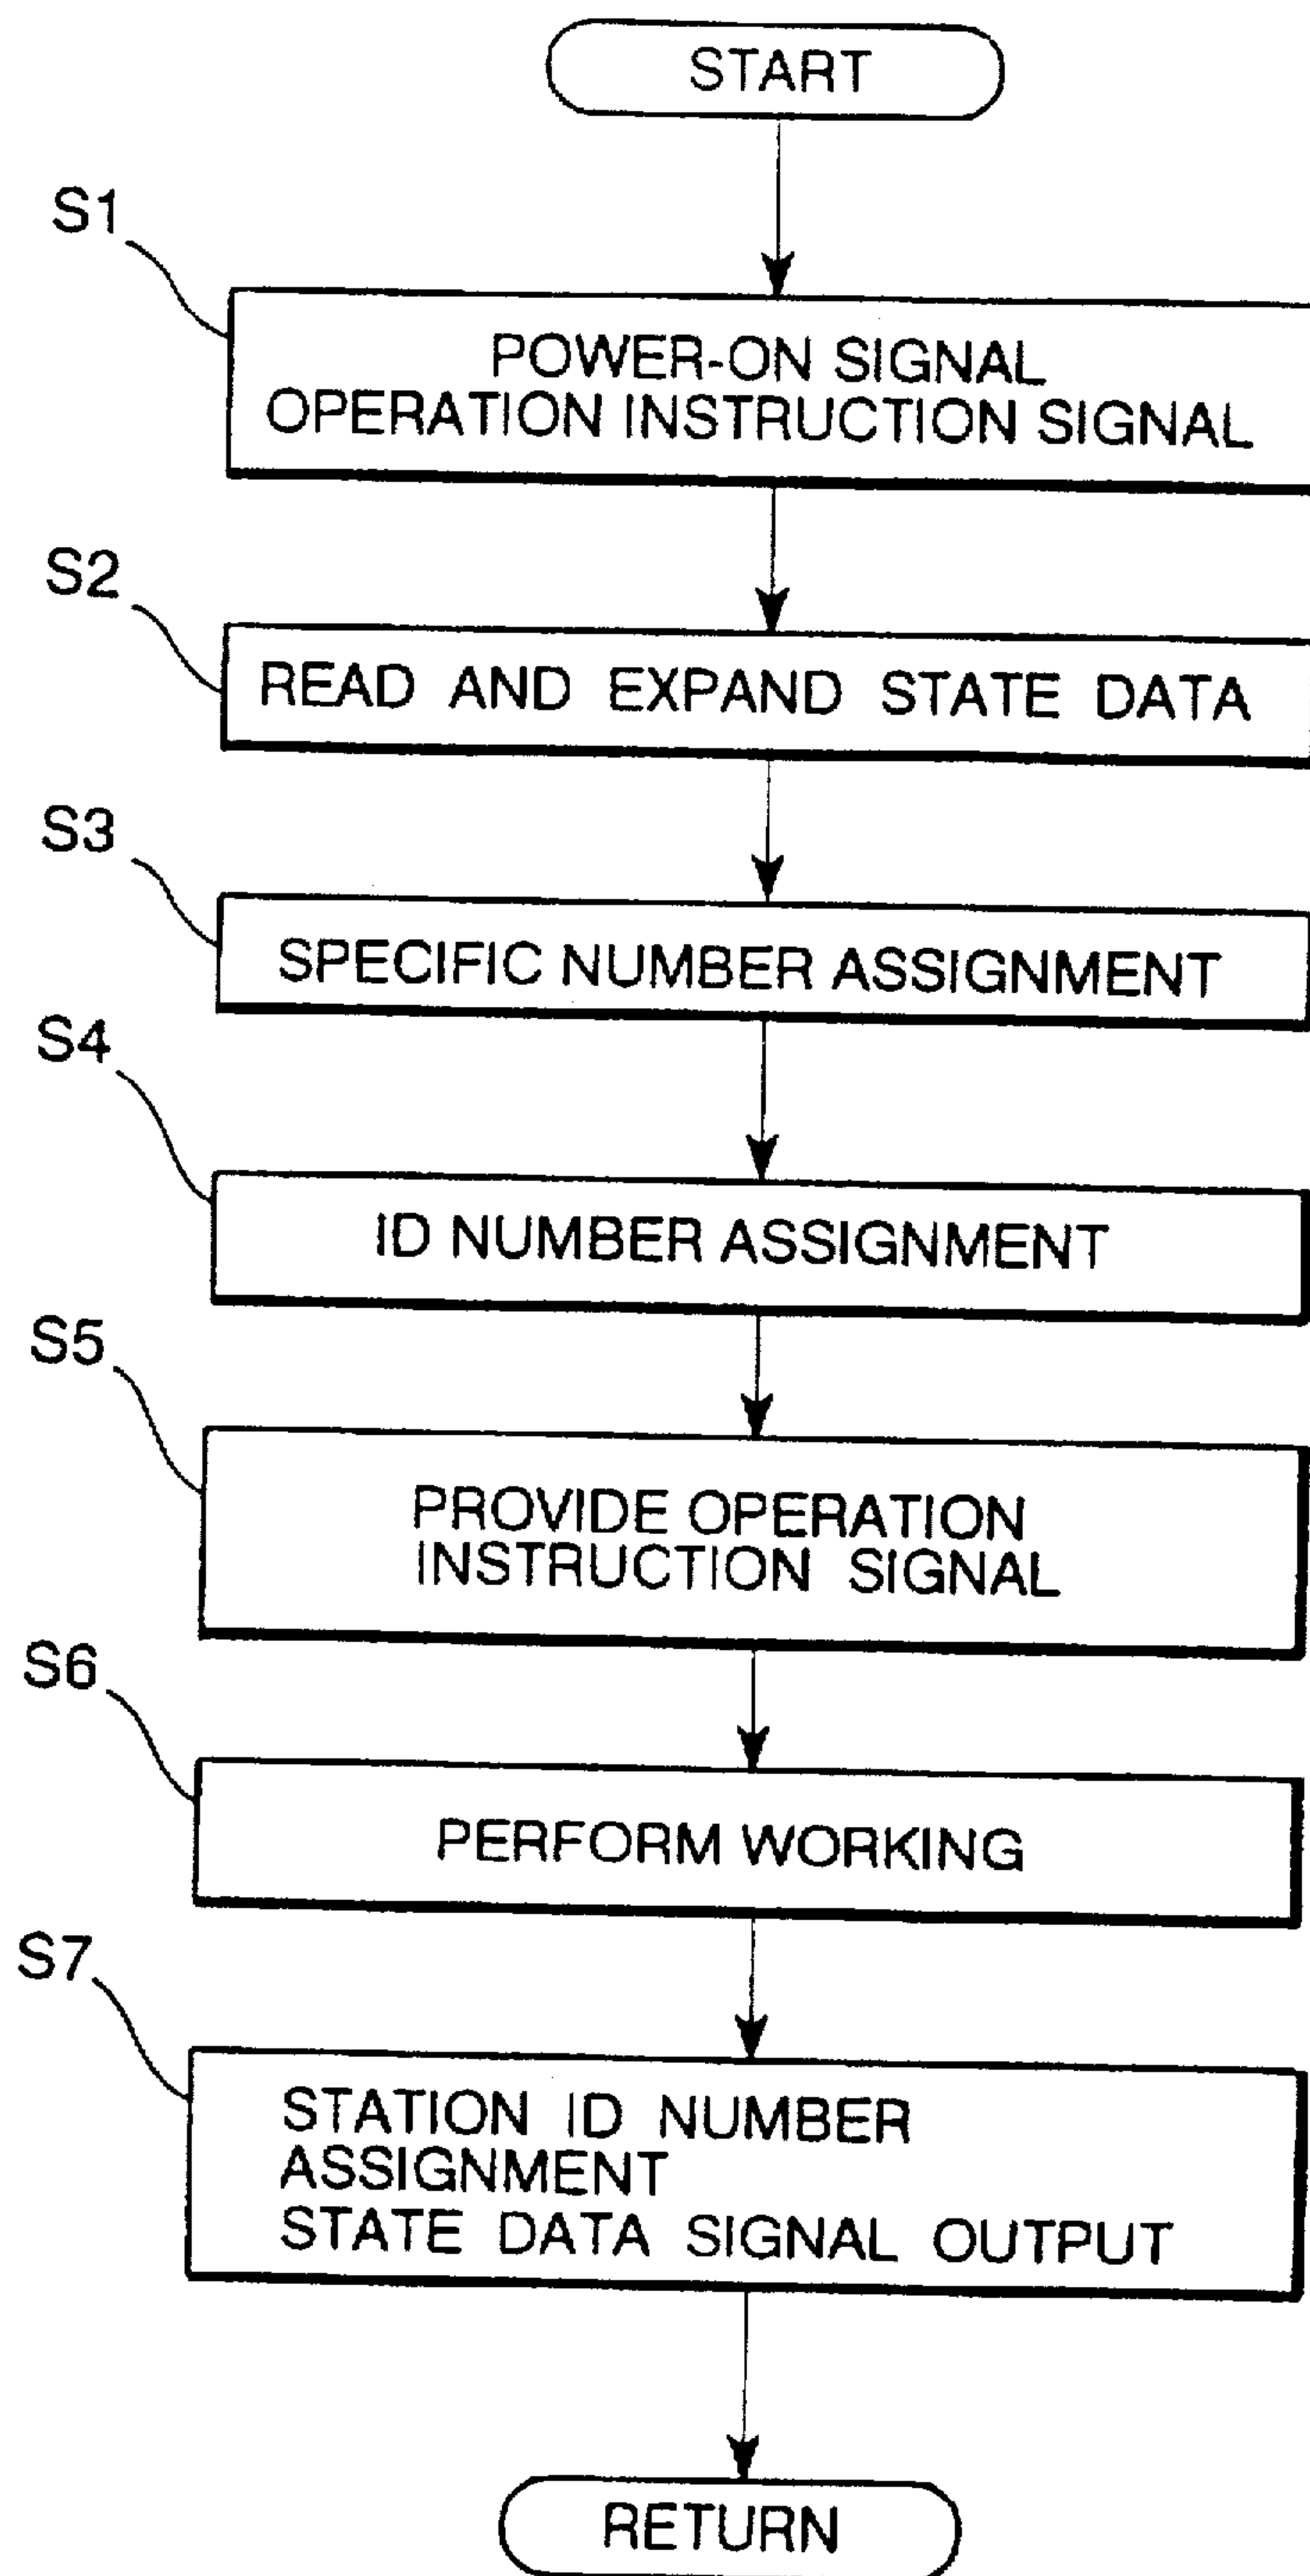 START
S1
POWER-ON SIGNAL
OPERATION INSTRUCTION SIGNAL
S2
READ AND EXPAND STATE DATA
S3
SPECIFIC NUMBER ASSIGNMENT
S4
ID NUMBER ASSIGNMENT
S5
PROVIDE OPERATION
INSTRUCTION SIGNAL
S6
PERFORM WORKING
S7
STATION ID NUMBER
ASSIGNMENT
STATE DATA SIGNAL OUTPUT
RETURN